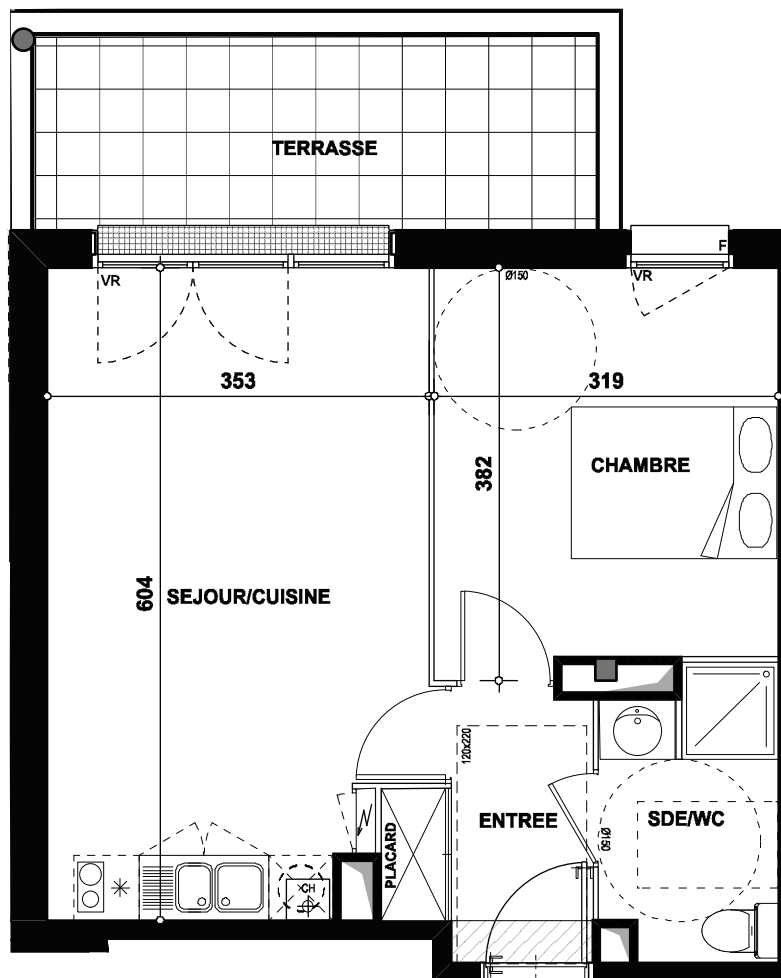 TERRASSE
F
VR
Ø150
VR
353
319
382
CHAMBRE
604
SEJOUR/CUISINE
120x220
ENTREE
SDE/WC
Ø150
PLACARD
CH